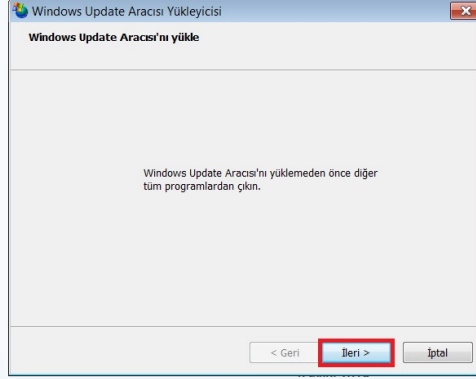 Windows Update Aracısı Yükleyicisi
Windows Update Aracısı'nı yükle
Windows Update Aracısı'nı yüklemeden önce diğer
tüm programlardan çıkın.
< Geri İleri > İptal